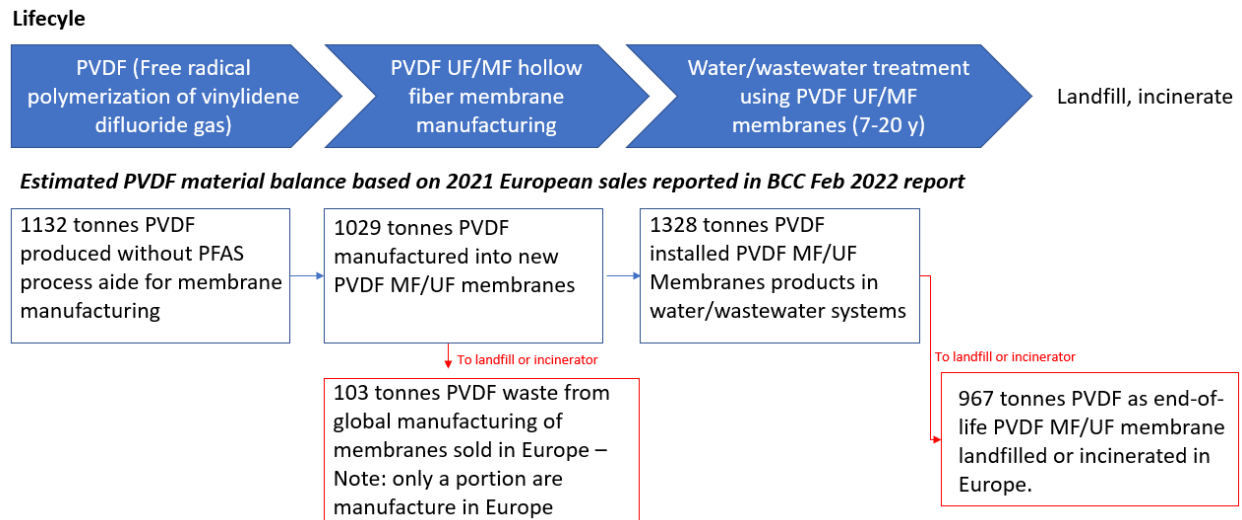 Lifecyle
PVDF (Free radical
polymerization of vinylidene
difluoride gas)
PVDF UF/MF hollow
fiber membrane
manufacturing
Water/wastewater treatment
using PVDF UF/MF
membranes (7-20 y)
Landfill, incinerate
Estimated PVDF material balance based on 2021 European sales reported in BCC Feb 2022 report
1132 tonnes PVDF
produced without PFAS
process aide for membrane
manufacturing
1029 tonnes PVDF
manufactured into new
PVDF MF/UF membranes
1328 tonnes PVDF
installed PVDF MF/UF
Membranes products in
water/wastewater systems
To landfill or incinerator
103 tonnes PVDF waste from
global manufacturing of
membranes sold in Europe –
Note: only a portion are
manufacture in Europe
To landfill or incinerator
967 tonnes PVDF as end-of-
life PVDF MF/UF membrane
landfilled or incinerated in
Europe.